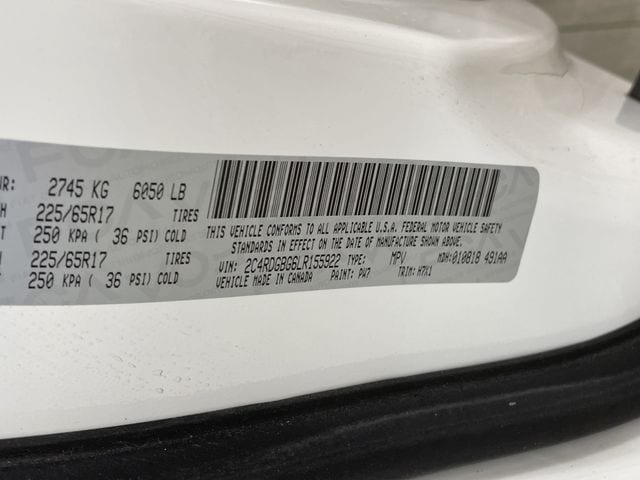 WR: 2745 KG 6050 LB
225/65R17 TIRES
250 KPA ( 36 PSI) COLD
225/65R17 TIRES
250 KPA ( 36 PSI) COLD
THIS VEHICLE CONFORMS TO ALL APPLICABLE U.S.A. FEDERAL MOTOR VEHICLE SAFETY
STANDARDS IN EFFECT ON THE DATE OF MANUFACTURE SHOWN ABOVE.
VIN: 2C4RDGBG6LR155922 TYPE: MPV MDH:010818 491AA
VEHICLE MADE IN CANADA PAINT: PW7 TRIM: H7X1